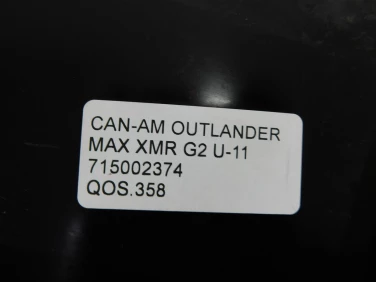 CAN-AM OUTLANDER
MAX XMR G2 U-11
715002374
QOS.358